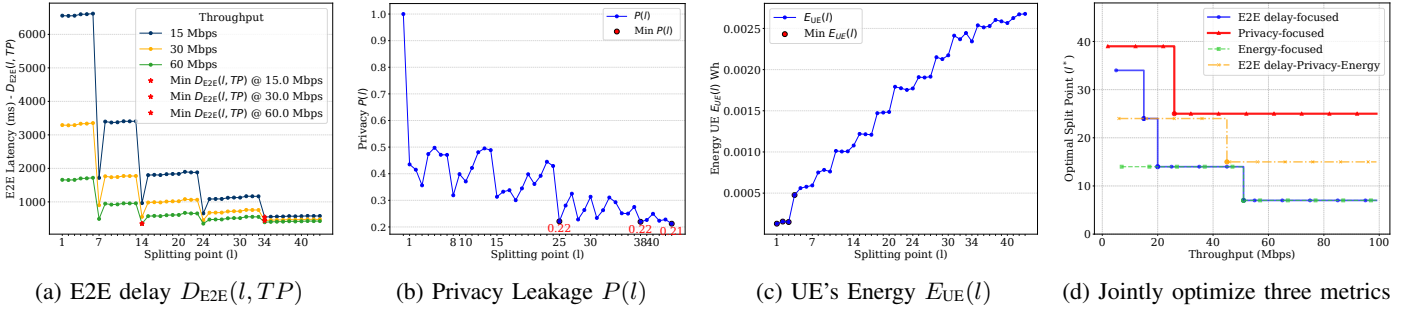 E2E Latency (ms) - D_E2E(l, TP)
6000
5000
4000
3000
2000
1000
Throughput
15 Mbps
30 Mbps
60 Mbps
Min D_E2E(l, TP) @ 15.0 Mbps
Min D_E2E(l, TP) @ 30.0 Mbps
Min D_E2E(l, TP) @ 60.0 Mbps
1 7 14 20 24 30 34 40
Splitting point (l)
(a) E2E delay D_E2E(l, TP)
Privacy P(l)
1.0
0.9
0.8
0.7
0.6
0.5
0.4
0.3
0.2
P(l)
Min P(l)
0.22 0.22 0.21
1 8 10 15 25 30 38 40
Splitting point (l)
(b) Privacy Leakage P(l)
Energy UE E_UE(l) Wh
0.0025
0.0020
0.0015
0.0010
0.0005
E_UE(l)
Min E_UE(l)
1 7 14 20 24 30 34 40
Splitting point (l)
(c) UE's Energy E_UE(l)
Optimal Split Point (l*)
50
40
30
20
10
0
E2E delay-focused
Privacy-focused
Energy-focused
E2E delay-Privacy-Energy
0 20 40 60 80 100
Throughput (Mbps)
(d) Jointly optimize three metrics